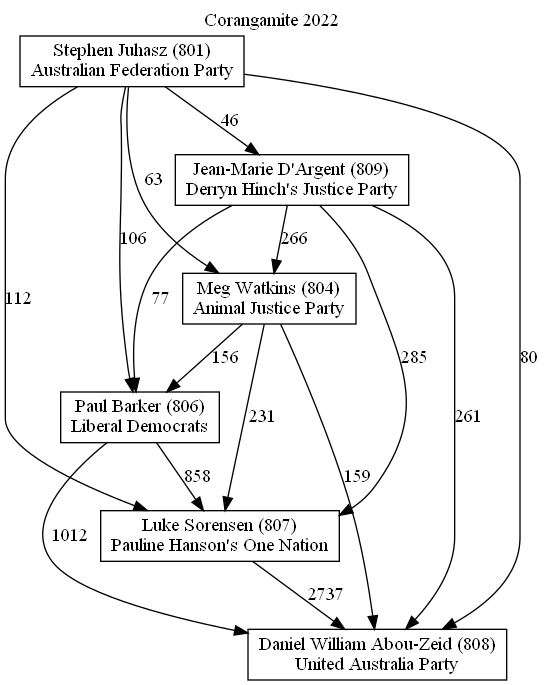 Corangamite 2022
Stephen Juhasz (801)
Australian Federation Party
46
Jean-Marie D'Argent (809)
Derryn Hinch's Justice Party
63
106
266
77
112
285
80
Meg Watkins (804)
Animal Justice Party
156
231
261
159
Paul Barker (806)
Liberal Democrats
858
1012
Luke Sorensen (807)
Pauline Hanson's One Nation
2737
Daniel William Abou-Zeid (808)
United Australia Party